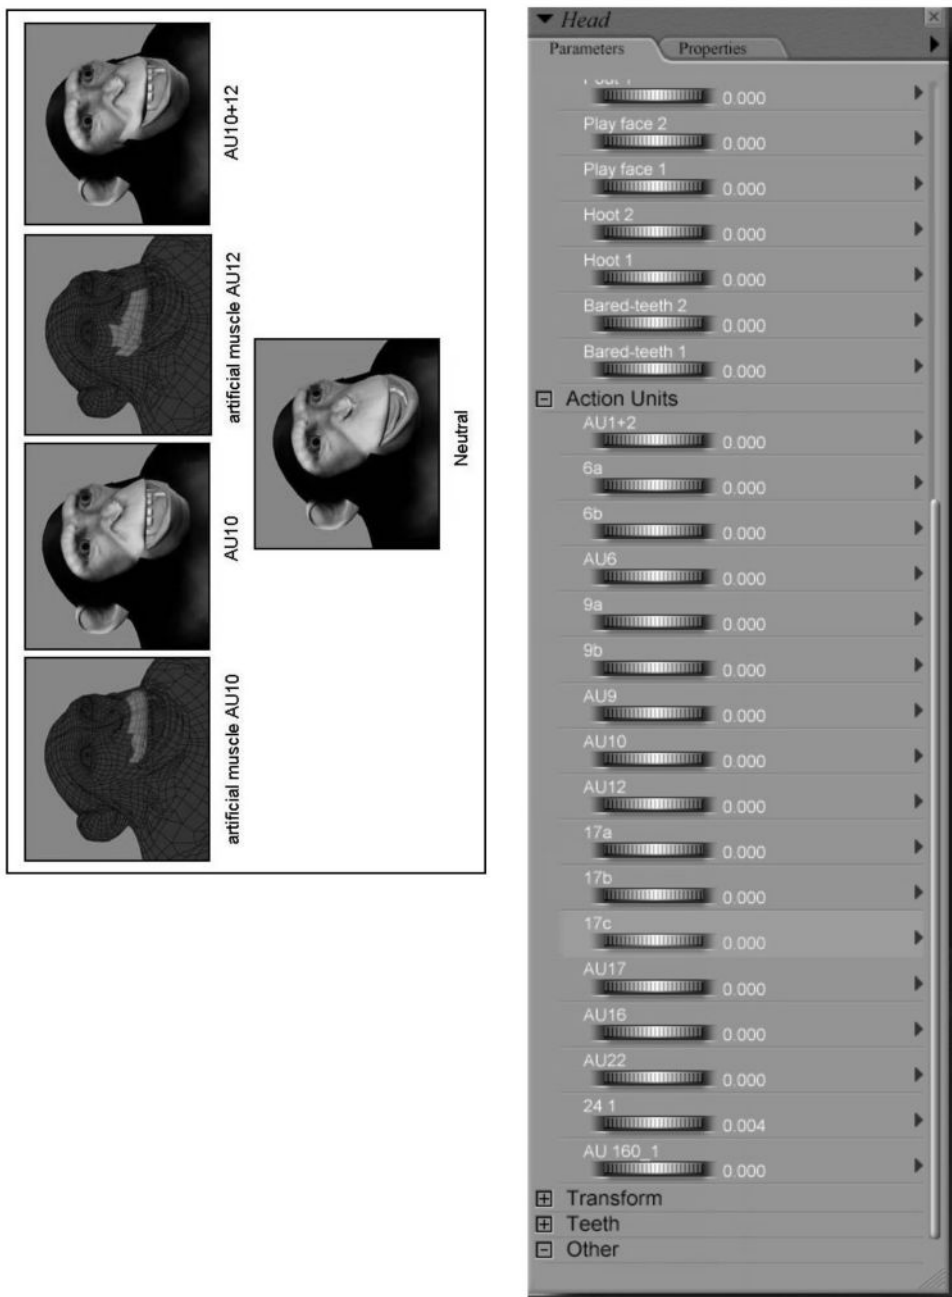 AU10+12
artificial muscle AU12
AU10
artificial muscle AU10
Neutral
Head
Parameters Properties
0.000
Play face 2
0.000
Play face 1
0.000
Hoot 2
0.000
Hoot 1
0.000
Bared-teeth 2
0.000
Bared-teeth 1
0.000
Action Units
AU1+2
0.000
6a
0.000
6b
0.000
AU6
0.000
9a
0.000
9b
0.000
AU9
0.000
AU10
0.000
AU12
0.000
17a
0.000
17b
0.000
17c
0.000
AU17
0.000
AU16
0.000
AU22
0.000
24 1
0.004
AU 160_1
0.000
Transform
Teeth
Other